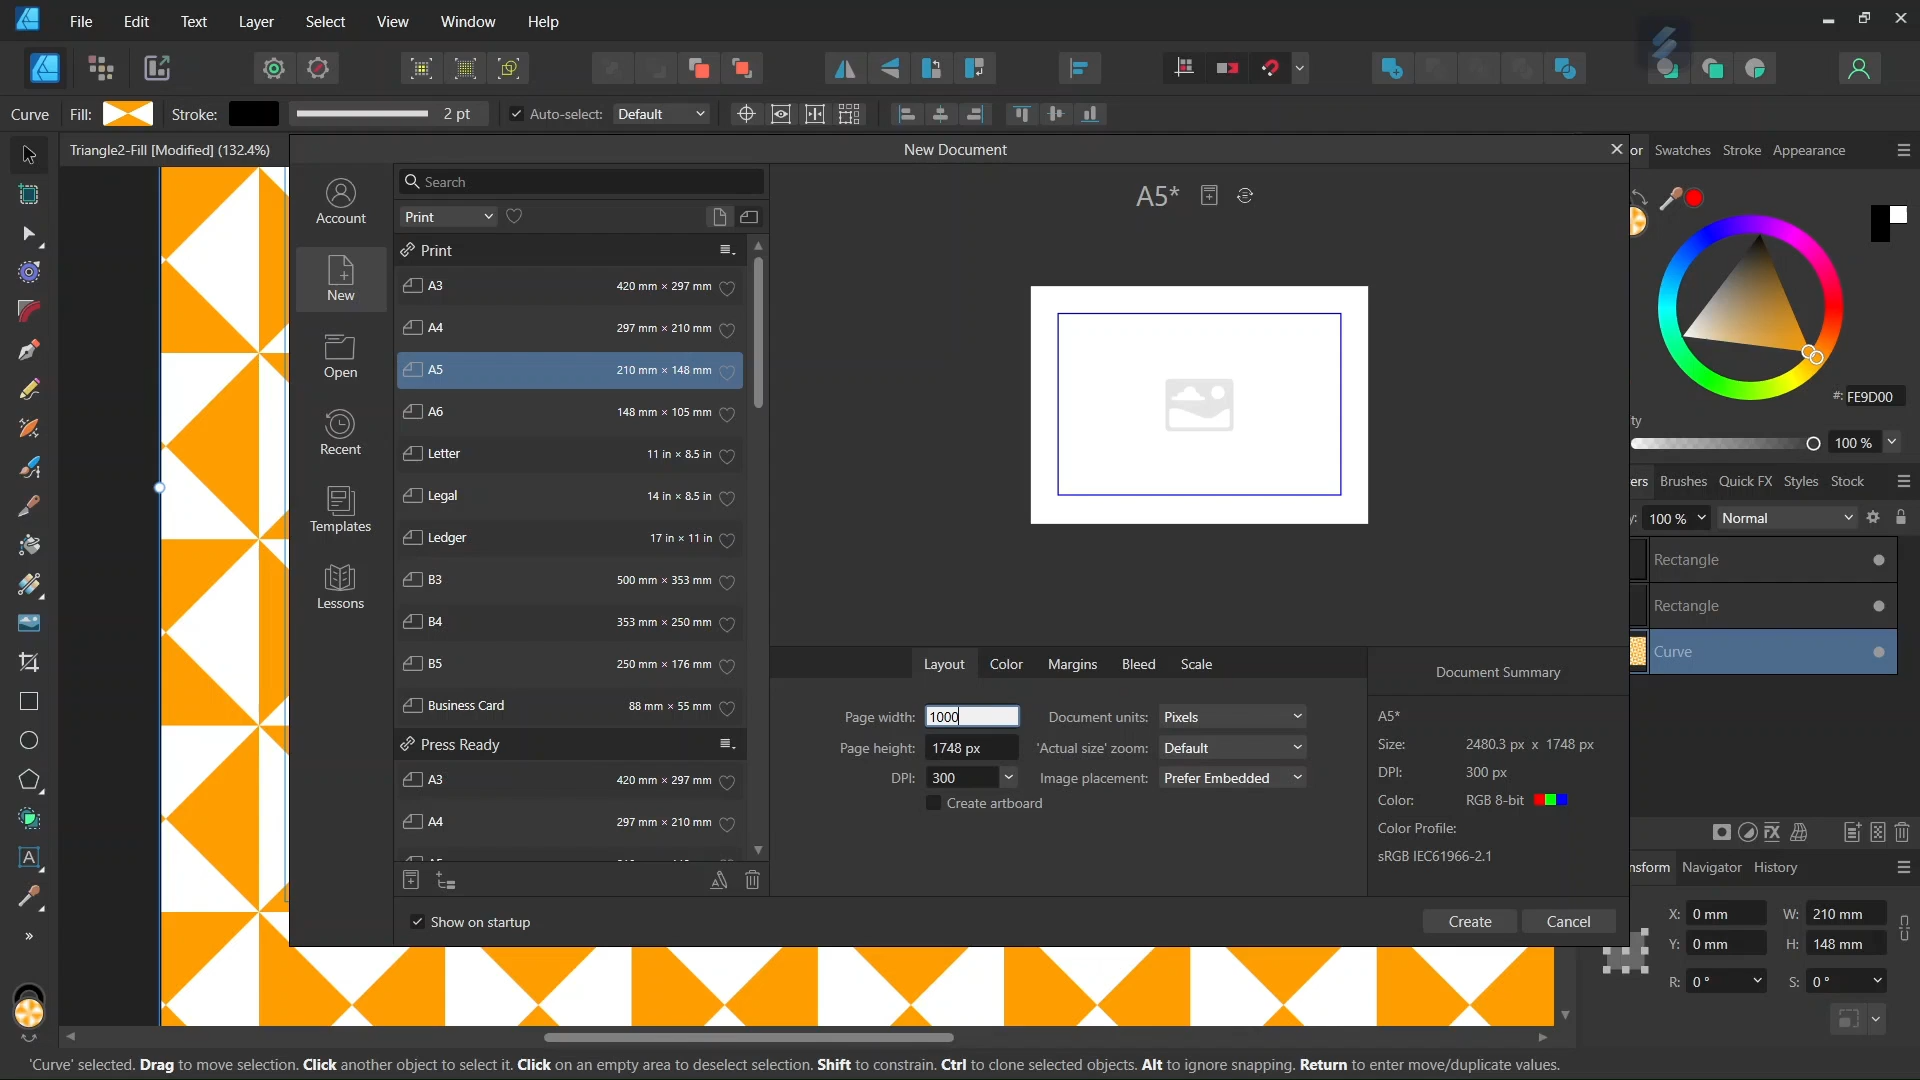 File Edit Text Layer Select View Window Help
Curve Fill: Stroke: 2 pt Auto-select: Default
Triangle2-Fill [Modified] (132.4%)
New Document
or Swatches Stroke Appearance
Account
New
Open
Recent
Templates
Lessons
Search
Print
Print
A3 420 mm × 297 mm
A4 297 mm × 210 mm
A5 210 mm × 148 mm
A6 148 mm × 105 mm
Letter 11 in × 8.5 in
Legal 14 in × 8.5 in
Ledger 17 in × 11 in
B3 500 mm × 353 mm
B4 353 mm × 250 mm
B5 250 mm × 176 mm
Business Card 88 mm × 55 mm
Press Ready
A3 420 mm × 297 mm
A4 297 mm × 210 mm
Show on startup
A5*
Layout Color Margins Bleed Scale
Page width: 1000 Document units: Pixels
Page height: 1748 px 'Actual size' zoom: Default
DPI: 300 Image placement: Prefer Embedded
Create artboard
Document Summary
A5*
Size: 2480.3 px x 1748 px
DPI: 300 px
Color: RGB 8-bit
Color Profile:
sRGB IEC61966-2.1
Create Cancel
#: FE9D00
ty
100 %
ers Brushes Quick FX Styles Stock
y: 100 % Normal
Rectangle
Rectangle
Curve
nsform Navigator History
X: 0 mm W: 210 mm
Y: 0 mm H: 148 mm
R: 0 ° S: 0 °
'Curve' selected. Drag to move selection. Click another object to select it. Click on an empty area to deselect selection. Shift to constrain. Ctrl to clone selected objects. Alt to ignore snapping. Return to enter move/duplicate values.